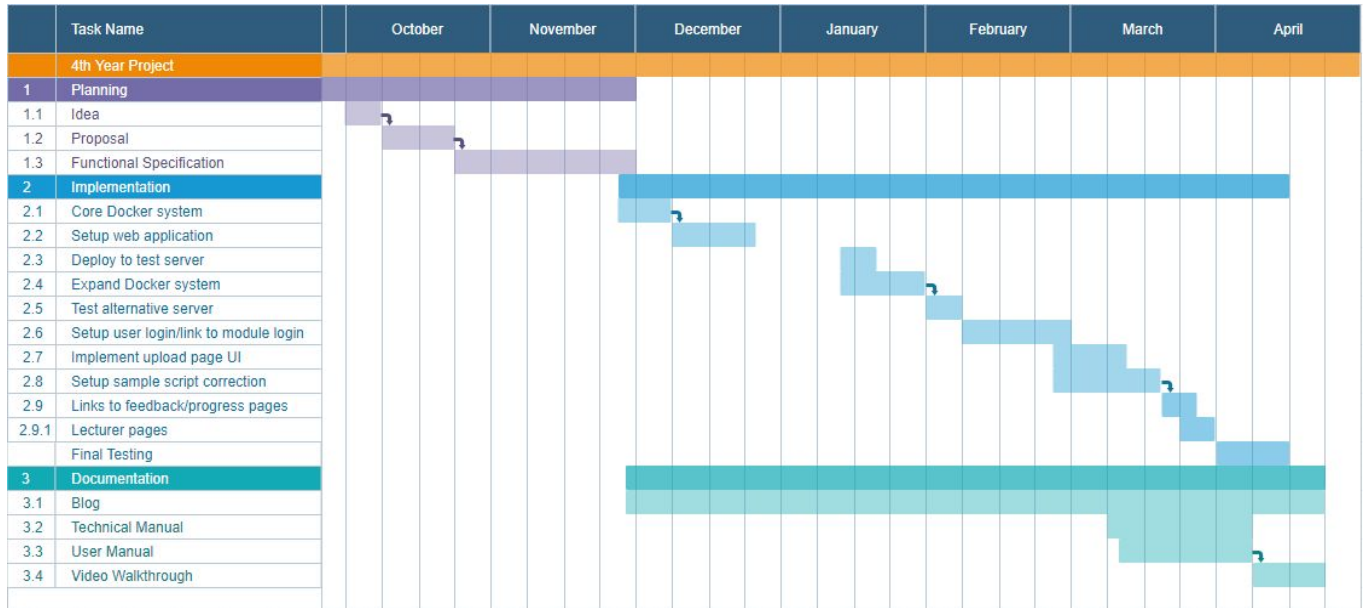 Task Name October November December January February March April
4th Year Project
1 Planning
1.1 Idea
1.2 Proposal
1.3 Functional Specification
2 Implementation
2.1 Core Docker system
2.2 Setup web application
2.3 Deploy to test server
2.4 Expand Docker system
2.5 Test alternative server
2.6 Setup user login/link to module login
2.7 Implement upload page UI
2.8 Setup sample script correction
2.9 Links to feedback/progress pages
2.9.1 Lecturer pages
Final Testing
3 Documentation
3.1 Blog
3.2 Technical Manual
3.3 User Manual
3.4 Video Walkthrough